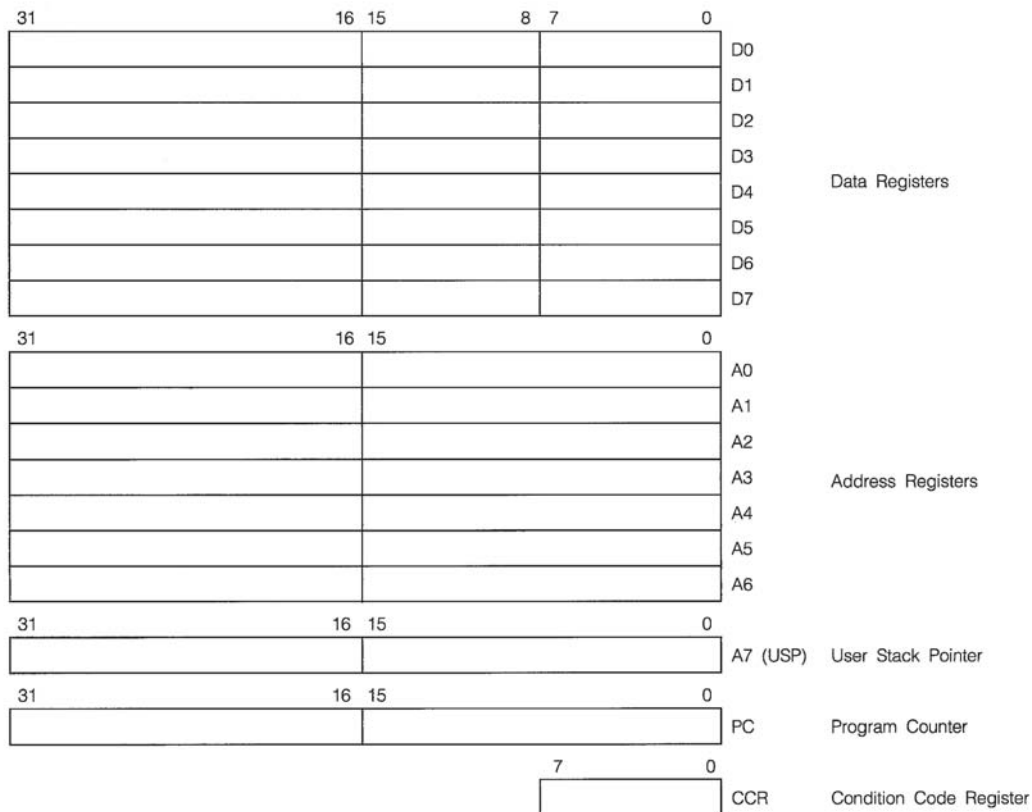 31 16 15 8 7 0
D0
D1
D2
D3
D4 Data Registers
D5
D6
D7
31 16 15 0
A0
A1
A2
A3 Address Registers
A4
A5
A6
31 16 15 0
A7 (USP) User Stack Pointer
31 16 15 0
PC Program Counter
7 0
CCR Condition Code Register